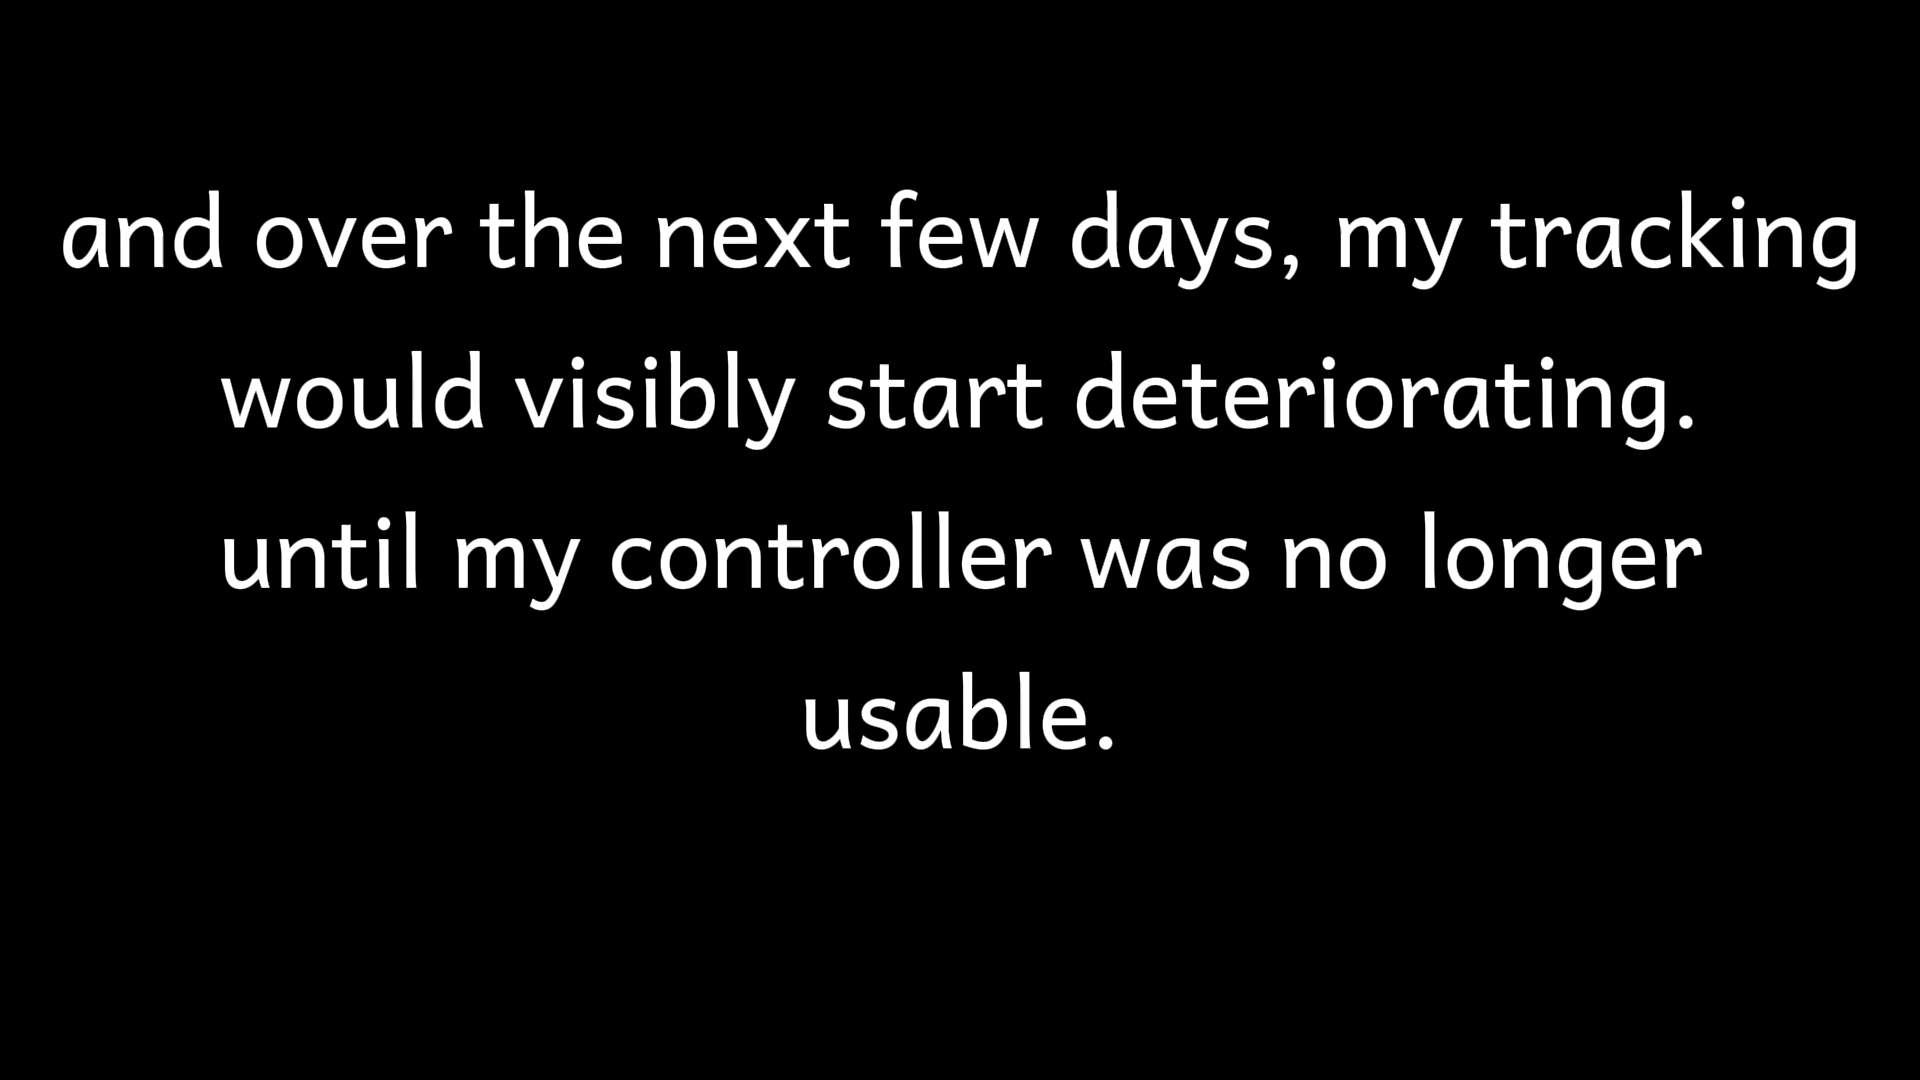 and over the next few days, my tracking
would visibly start deteriorating.
until my controller was no longer
usable.